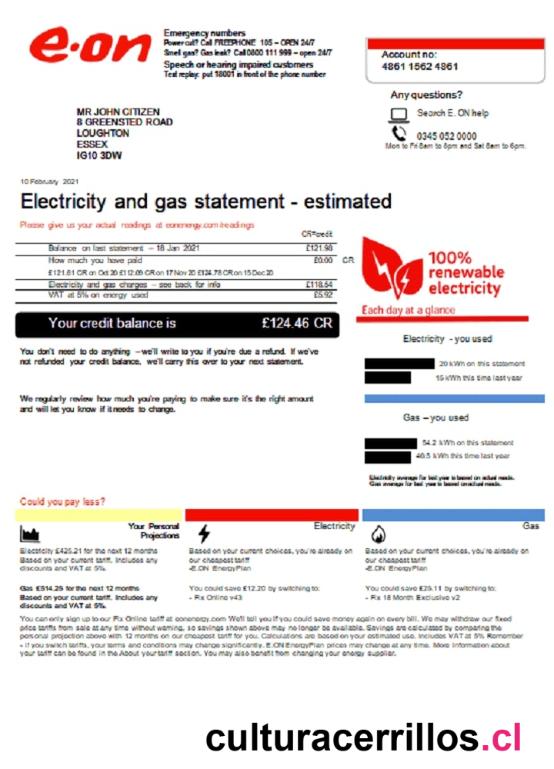 e·on
Emergency numbers
Power cut? Call FREEPHONE 105 – OPEN 24/7
Smell gas? Gas leak? Call 0800 111 999 – open 24/7
Speech or hearing impaired customers
Text replay: put 18001 in front of the phone number
Account no:
4861 1562 4861
Any questions?
Search E. ON help
0345 052 0000
Mon to Fri 8am to 8pm and Sat 8am to 6pm.
MR JOHN CITIZEN
8 GREENSTED ROAD
LOUGHTON
ESSEX
IG10 3DW
10 February 2021
Electricity and gas statement - estimated
Please give us your actual readings at eonenergy.com/readings
CR=credit
Balance on last statement – 18 Jan 2021 £121.98
How much you have paid £0.00 CR
£121.61 CR on Oct 20 £12.09 CR on 17 Nov 20 £124.78 CR on 15 Dec 20
Electricity and gas charges – see back for info £118.54
VAT at 5% on energy used £5.92
Your credit balance is £124.46 CR
You don't need to do anything – we'll write to you if you're due a refund. If we've
not refunded your credit balance, we'll carry this over to your next statement.
We regularly review how much you're paying to make sure it's the right amount
and will let you know if it needs to change.
100%
renewable
electricity
Each day at a glance
Electricity - you used
20 kWh on this statement
15 kWh this time last year
Gas – you used
54.2 kWh on this statement
40.5 kWh this time last year
Electricity average for last year is based on actual reads.
Gas average for last year is based on actual reads.
Could you pay less?
Your Personal
Projections
Electricity £425.21 for the next 12 months
Based on your current tariff. Includes any
discounts and VAT at 5%.
Gas £514.25 for the next 12 months
Based on your current tariff. Includes any
discounts and VAT at 5%.
Electricity
Based on your current choices, you're already on
our cheapest tariff
-E.ON EnergyPlan
You could save £12.20 by switching to:
- Fix Online v43
Gas
Based on your current choices, you're already on
our cheapest tariff
-E.ON EnergyPlan
You could save £25.11 by switching to:
- Fix 18 Month Exclusive v2
You can only sign up to our Fix Online tariff at eonenergy.com We'll tell you if you could save money again on every bill. We may withdraw our fixed
price tariffs from sale at any time without warning, so savings shown above may no longer be available. Savings are calculated by comparing the
personal projection above with 12 months on our cheapest tariff for you. Calculations are based on your estimated use. Includes VAT at 5%. Remember
- if you switch tariffs, your terms and conditions may change significantly. E.ON EnergyPlan prices may change at any time. More information about
your tariff can be found in the About your tariff section. You may also benefit from changing your energy supplier.
culturacerrillos.cl